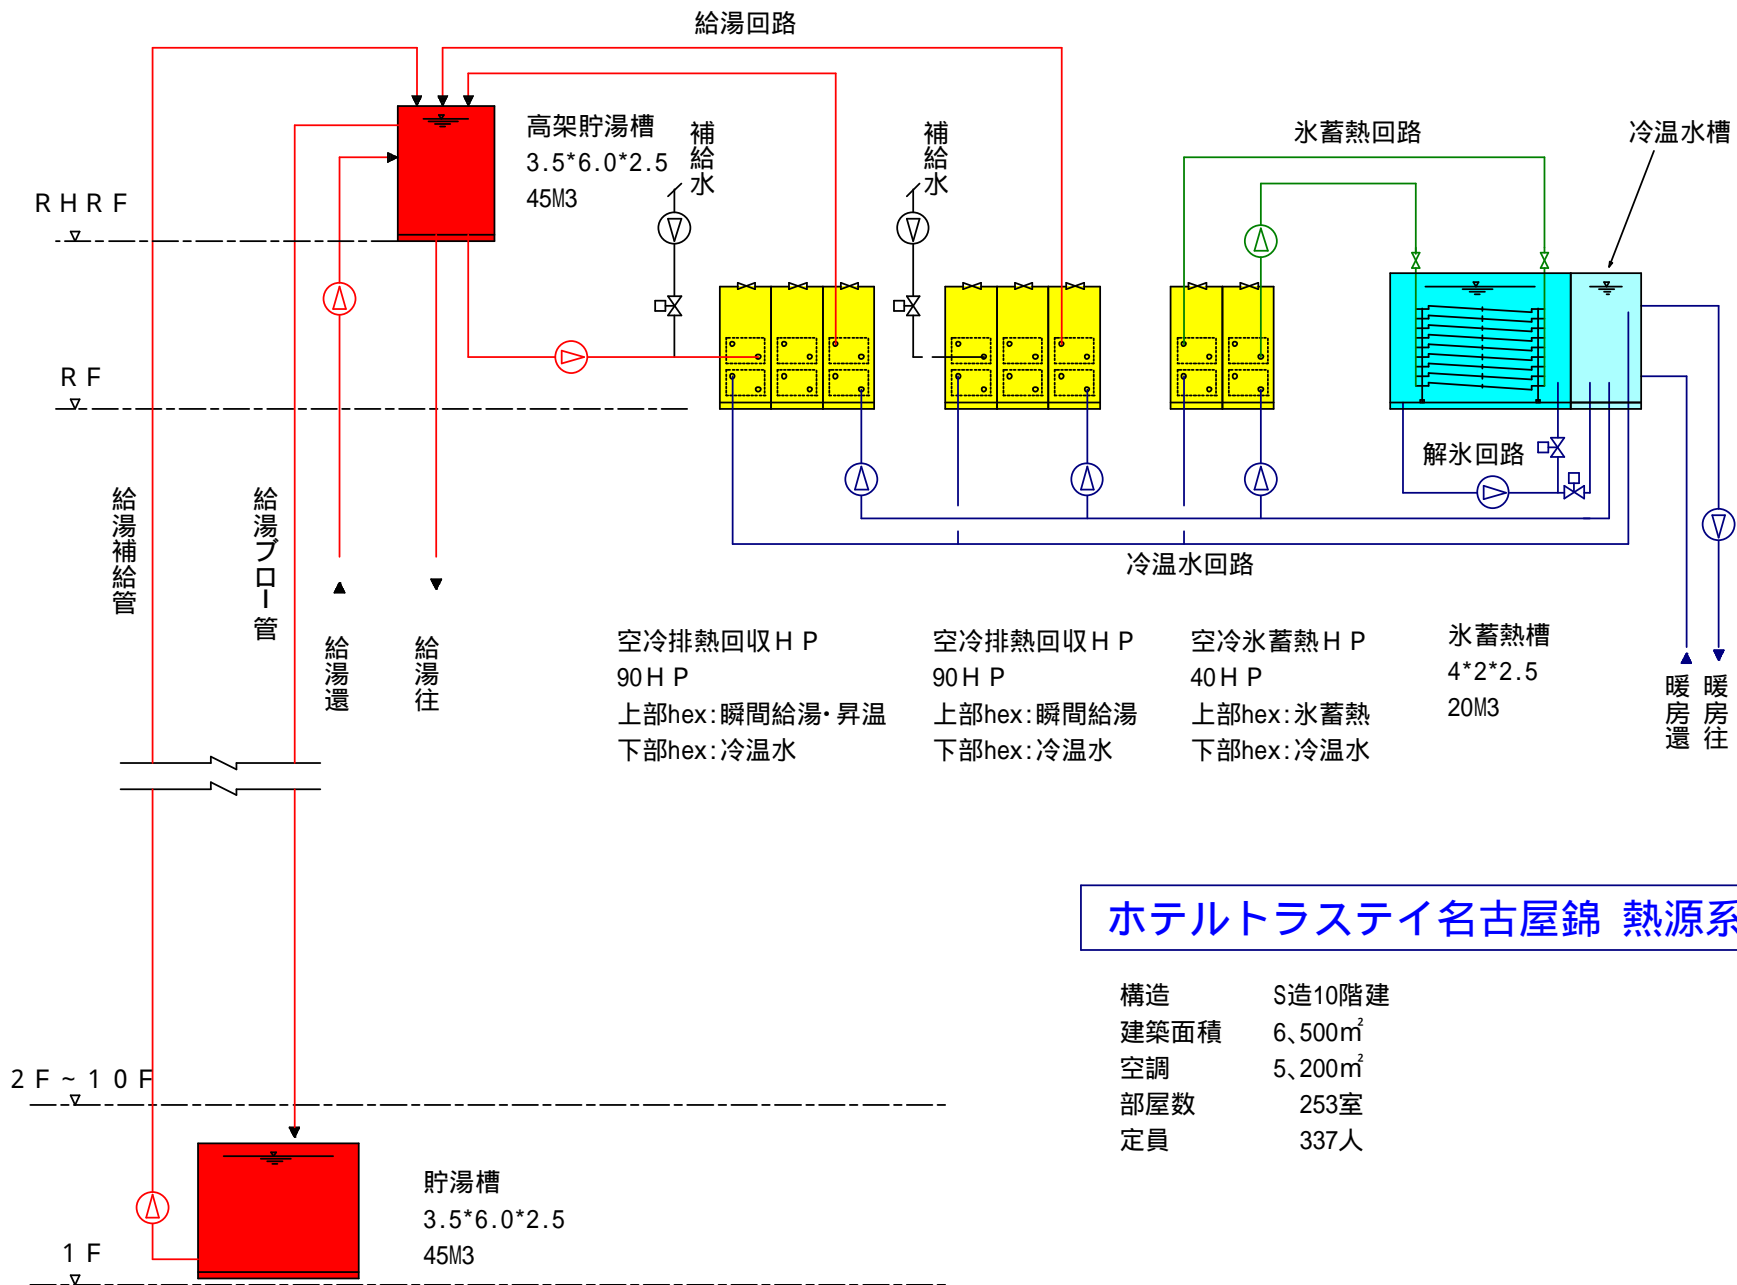 給湯回路
高架貯湯槽
3.5*6.0*2.5
45M3
補給水
補給水
氷蓄熱回路
冷温水槽
RHRF
RF
解氷回路
冷温水回路
給湯補給管
給湯ブロー管
給湯還
給湯往
空冷排熱回収HP
90HP
上部hex:瞬間給湯・昇温
下部hex:冷温水
空冷排熱回収HP
90HP
上部hex:瞬間給湯
下部hex:冷温水
空冷氷蓄熱HP
40HP
上部hex:氷蓄熱
下部hex:冷温水
氷蓄熱槽
4*2*2.5
20M3
暖房還
暖房往
ホテルトラステイ名古屋錦 熱源系
構造 S造10階建
建築面積 6、500㎡
空調 5、200㎡
部屋数 253室
定員 337人
2F~10F
貯湯槽
3.5*6.0*2.5
45M3
1F